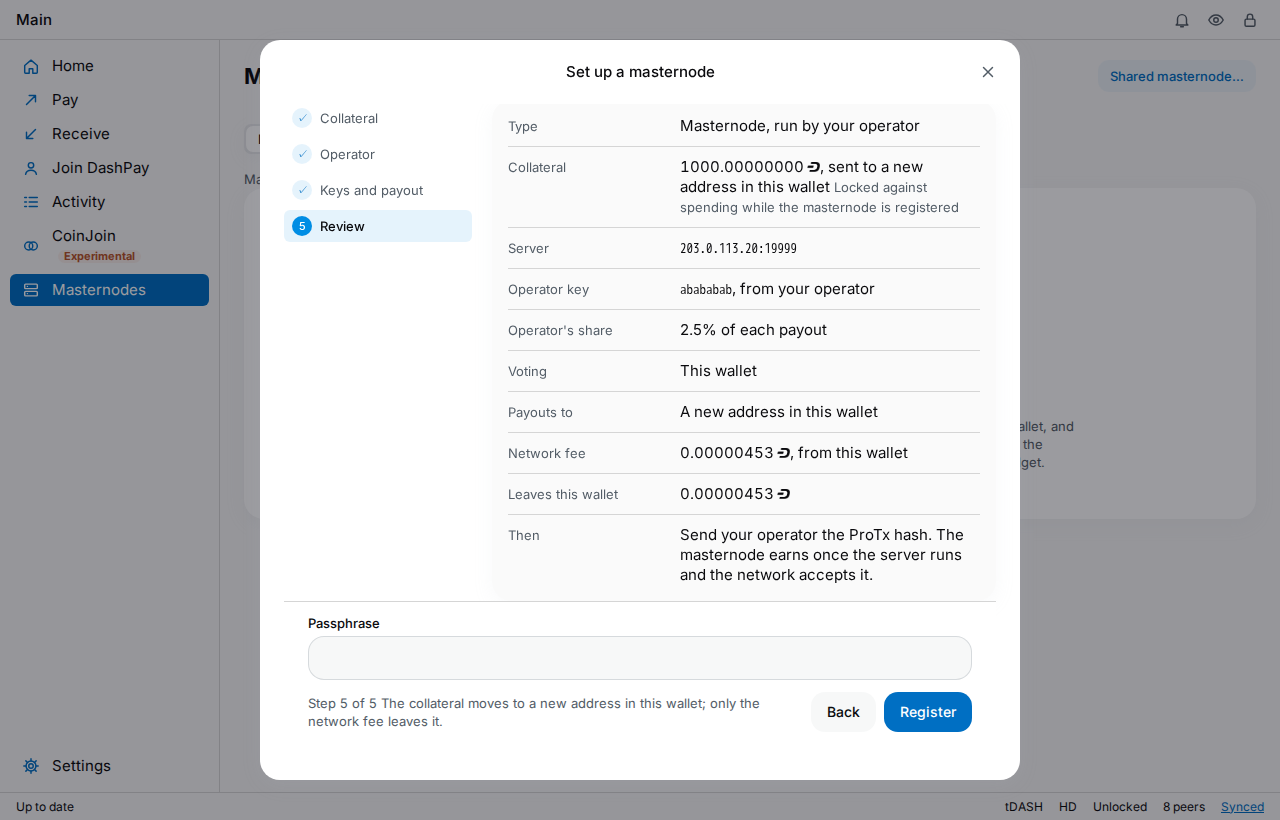 Main
Home
Pay
Receive
Join DashPay
Activity
CoinJoin
Experimental
Masternodes
Settings
Shared masternode...
Set up a masternode
✓ Collateral
✓ Operator
✓ Keys and payout
5 Review
Type Masternode, run by your operator
Collateral 1000.00000000, sent to a new
address in this wallet Locked against
spending while the masternode is registered
Server 203.0.113.20:19999
Operator key abababab, from your operator
Operator's share 2.5% of each payout
Voting This wallet
Payouts to A new address in this wallet
Network fee 0.00000453, from this wallet
Leaves this wallet 0.00000453
Then Send your operator the ProTx hash. The
masternode earns once the server runs
and the network accepts it.
Passphrase
Step 5 of 5 The collateral moves to a new address in this wallet; only the
network fee leaves it.
Back
Register
and
the
Up to date
tDASH HD Unlocked 8 peers Synced